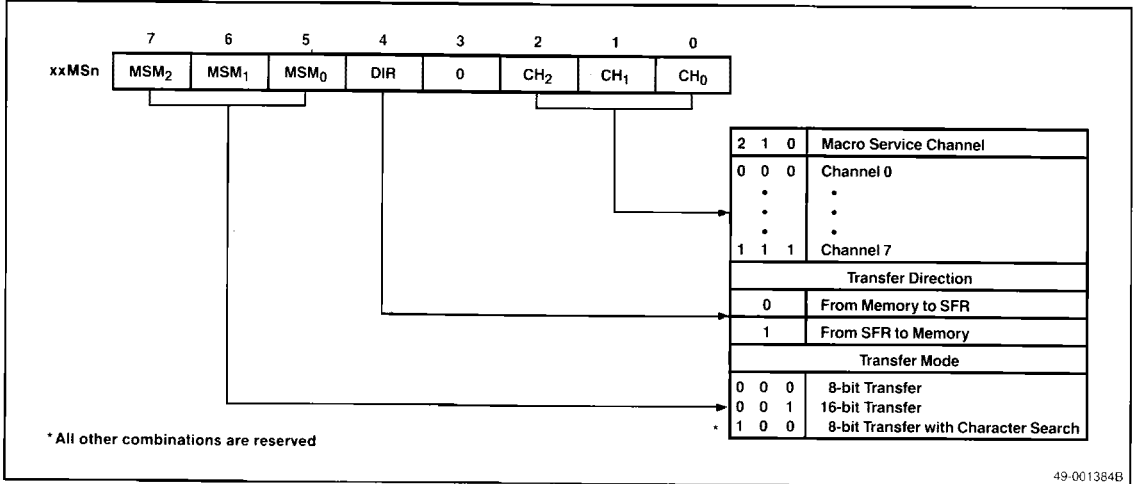 7 6 5 4 3 2 1 0
xxMSn MSM2 MSM1 MSM0 DIR 0 CH2 CH1 CH0
2 1 0 Macro Service Channel
0 0 0 Channel 0
1 1 1 Channel 7
Transfer Direction
0 From Memory to SFR
1 From SFR to Memory
Transfer Mode
0 0 0 8-bit Transfer
0 0 1 16-bit Transfer
* 1 0 0 8-bit Transfer with Character Search
* All other combinations are reserved
49-001384B